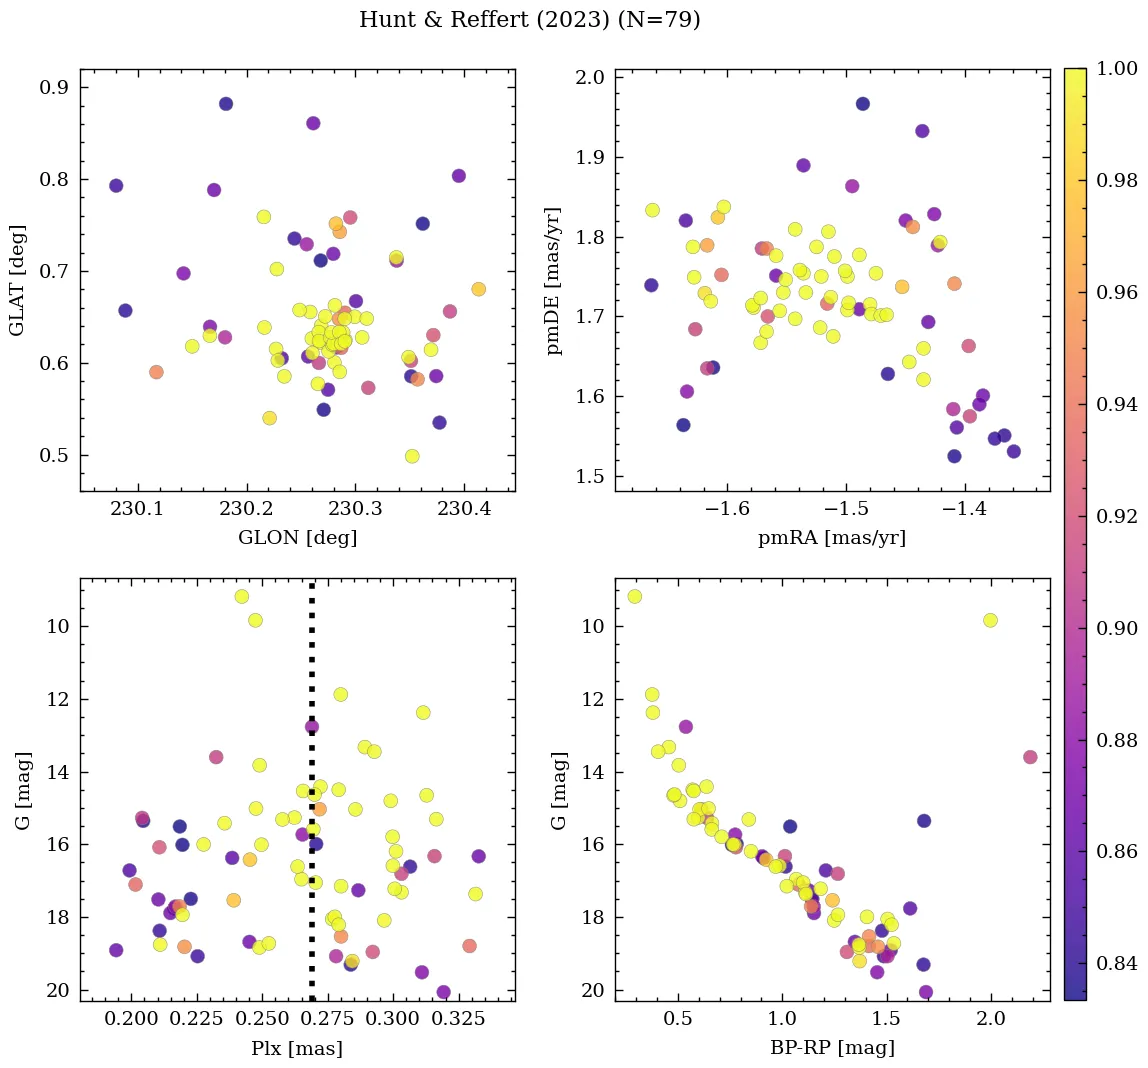 Hunt & Reffert (2023) (N=79)
0.9
0.8
0.7
0.6
0.5
GLAT [deg]
230.1 230.2 230.3 230.4
GLON [deg]
2.0
1.9
1.8
1.7
1.6
1.5
pmDE [mas/yr]
−1.6 −1.5 −1.4
pmRA [mas/yr]
10
12
14
16
18
20
G [mag]
0.200 0.225 0.250 0.275 0.300 0.325
Plx [mas]
10
12
14
16
18
20
G [mag]
0.5 1.0 1.5 2.0
BP-RP [mag]
1.00
0.98
0.96
0.94
0.92
0.90
0.88
0.86
0.84